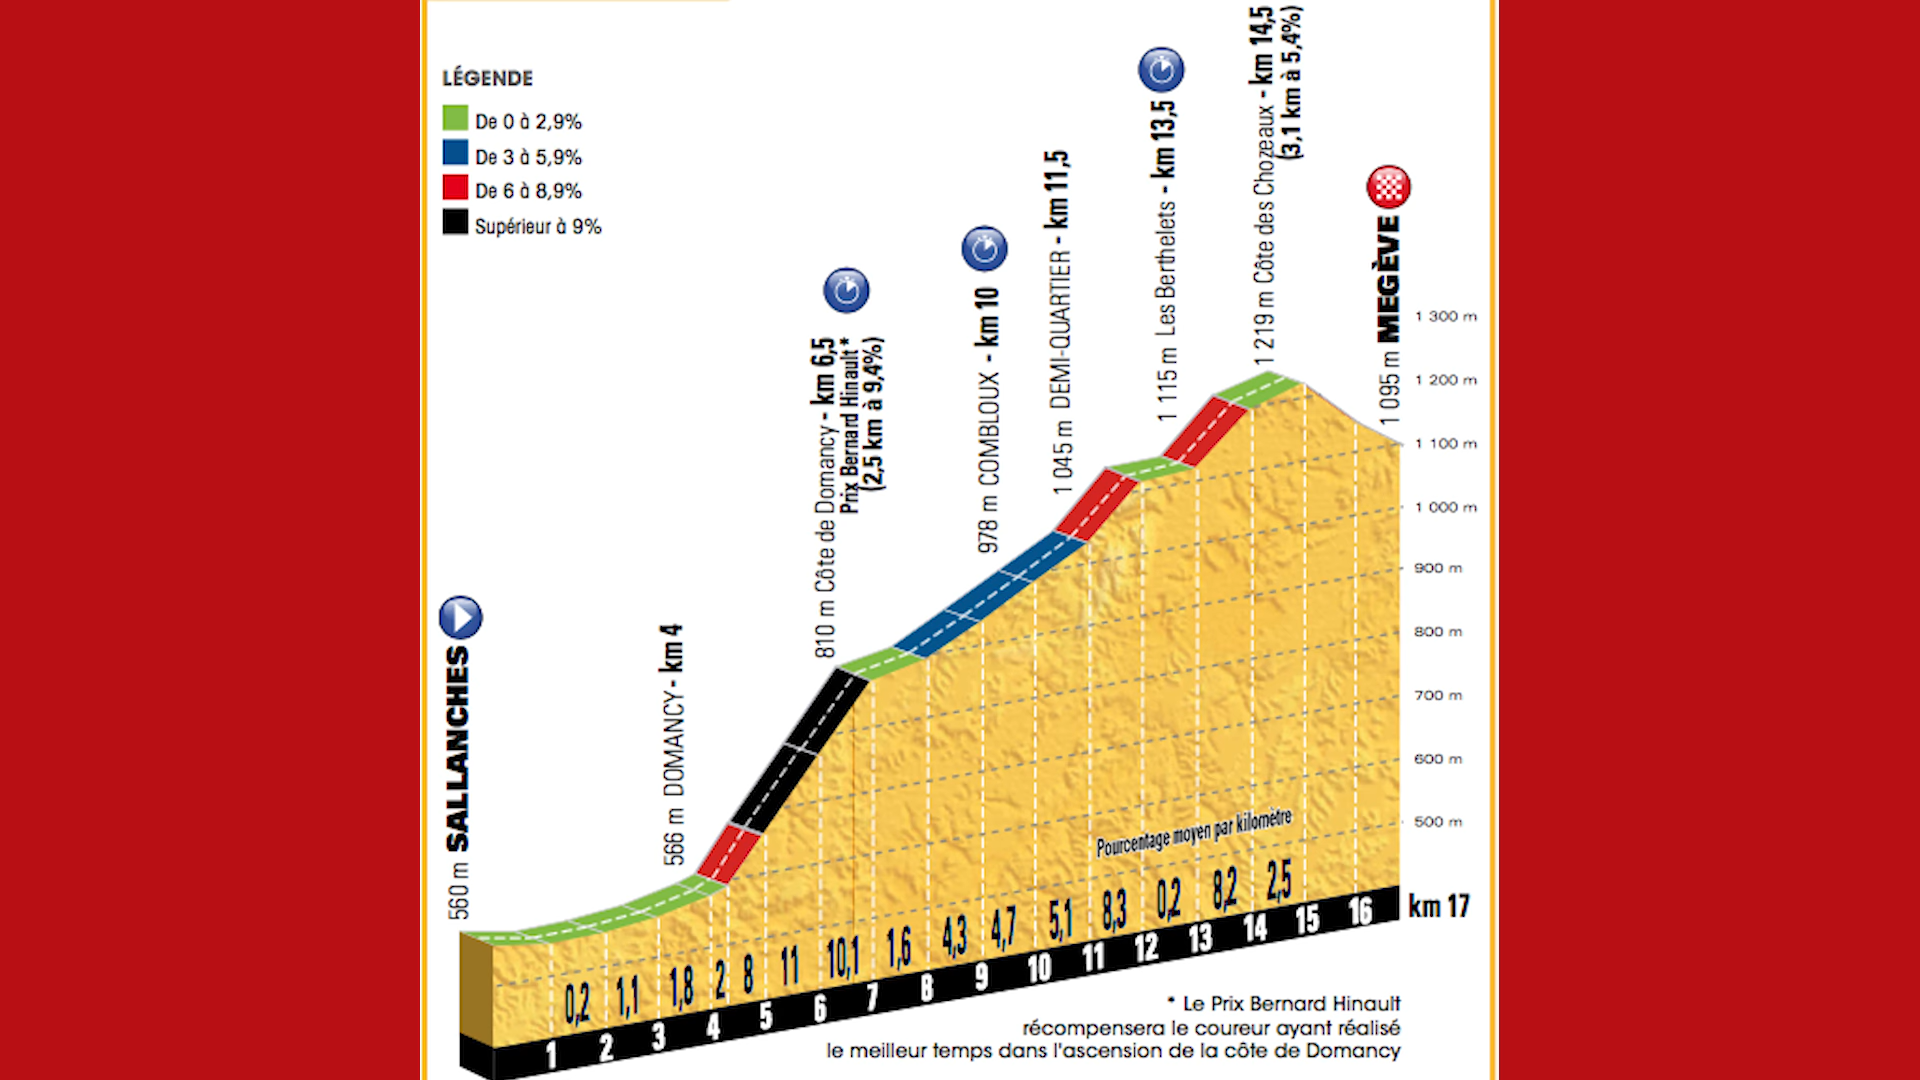 LÉGENDE
De 0 à 2,9%
De 3 à 5,9%
De 6 à 8,9%
Supérieur à 9%
560 m SALLANCHES
566 m DOMANCY - km 4
810 m Côte de Domancy - km 6,5
Prix Bernard Hinault *
(2,5 km à 9,4%)
978 m COMBLOUX - km 10
1 045 m DEMI-QUARTIER - km 11,5
1 115 m Les Berthelets - km 13,5
1 219 m Côte des Chozeaux - km 14,5
(3,1 km à 5,4%)
1 095 m MEGÈVE
1 300 m
1 200 m
1 100 m
1 000 m
900 m
800 m
700 m
600 m
500 m
Pourcentage moyen par kilomètre
0,2 1,1 1,8 2 8 11 10,1 1,6 4,3 4,7 5,1 8,3 0,2 8,2 2,5
1 2 3 4 5 6 7 8 9 10 11 12 13 14 15 16 km 17
* Le Prix Bernard Hinault
récompensera le coureur ayant réalisé
le meilleur temps dans l'ascension de la côte de Domancy